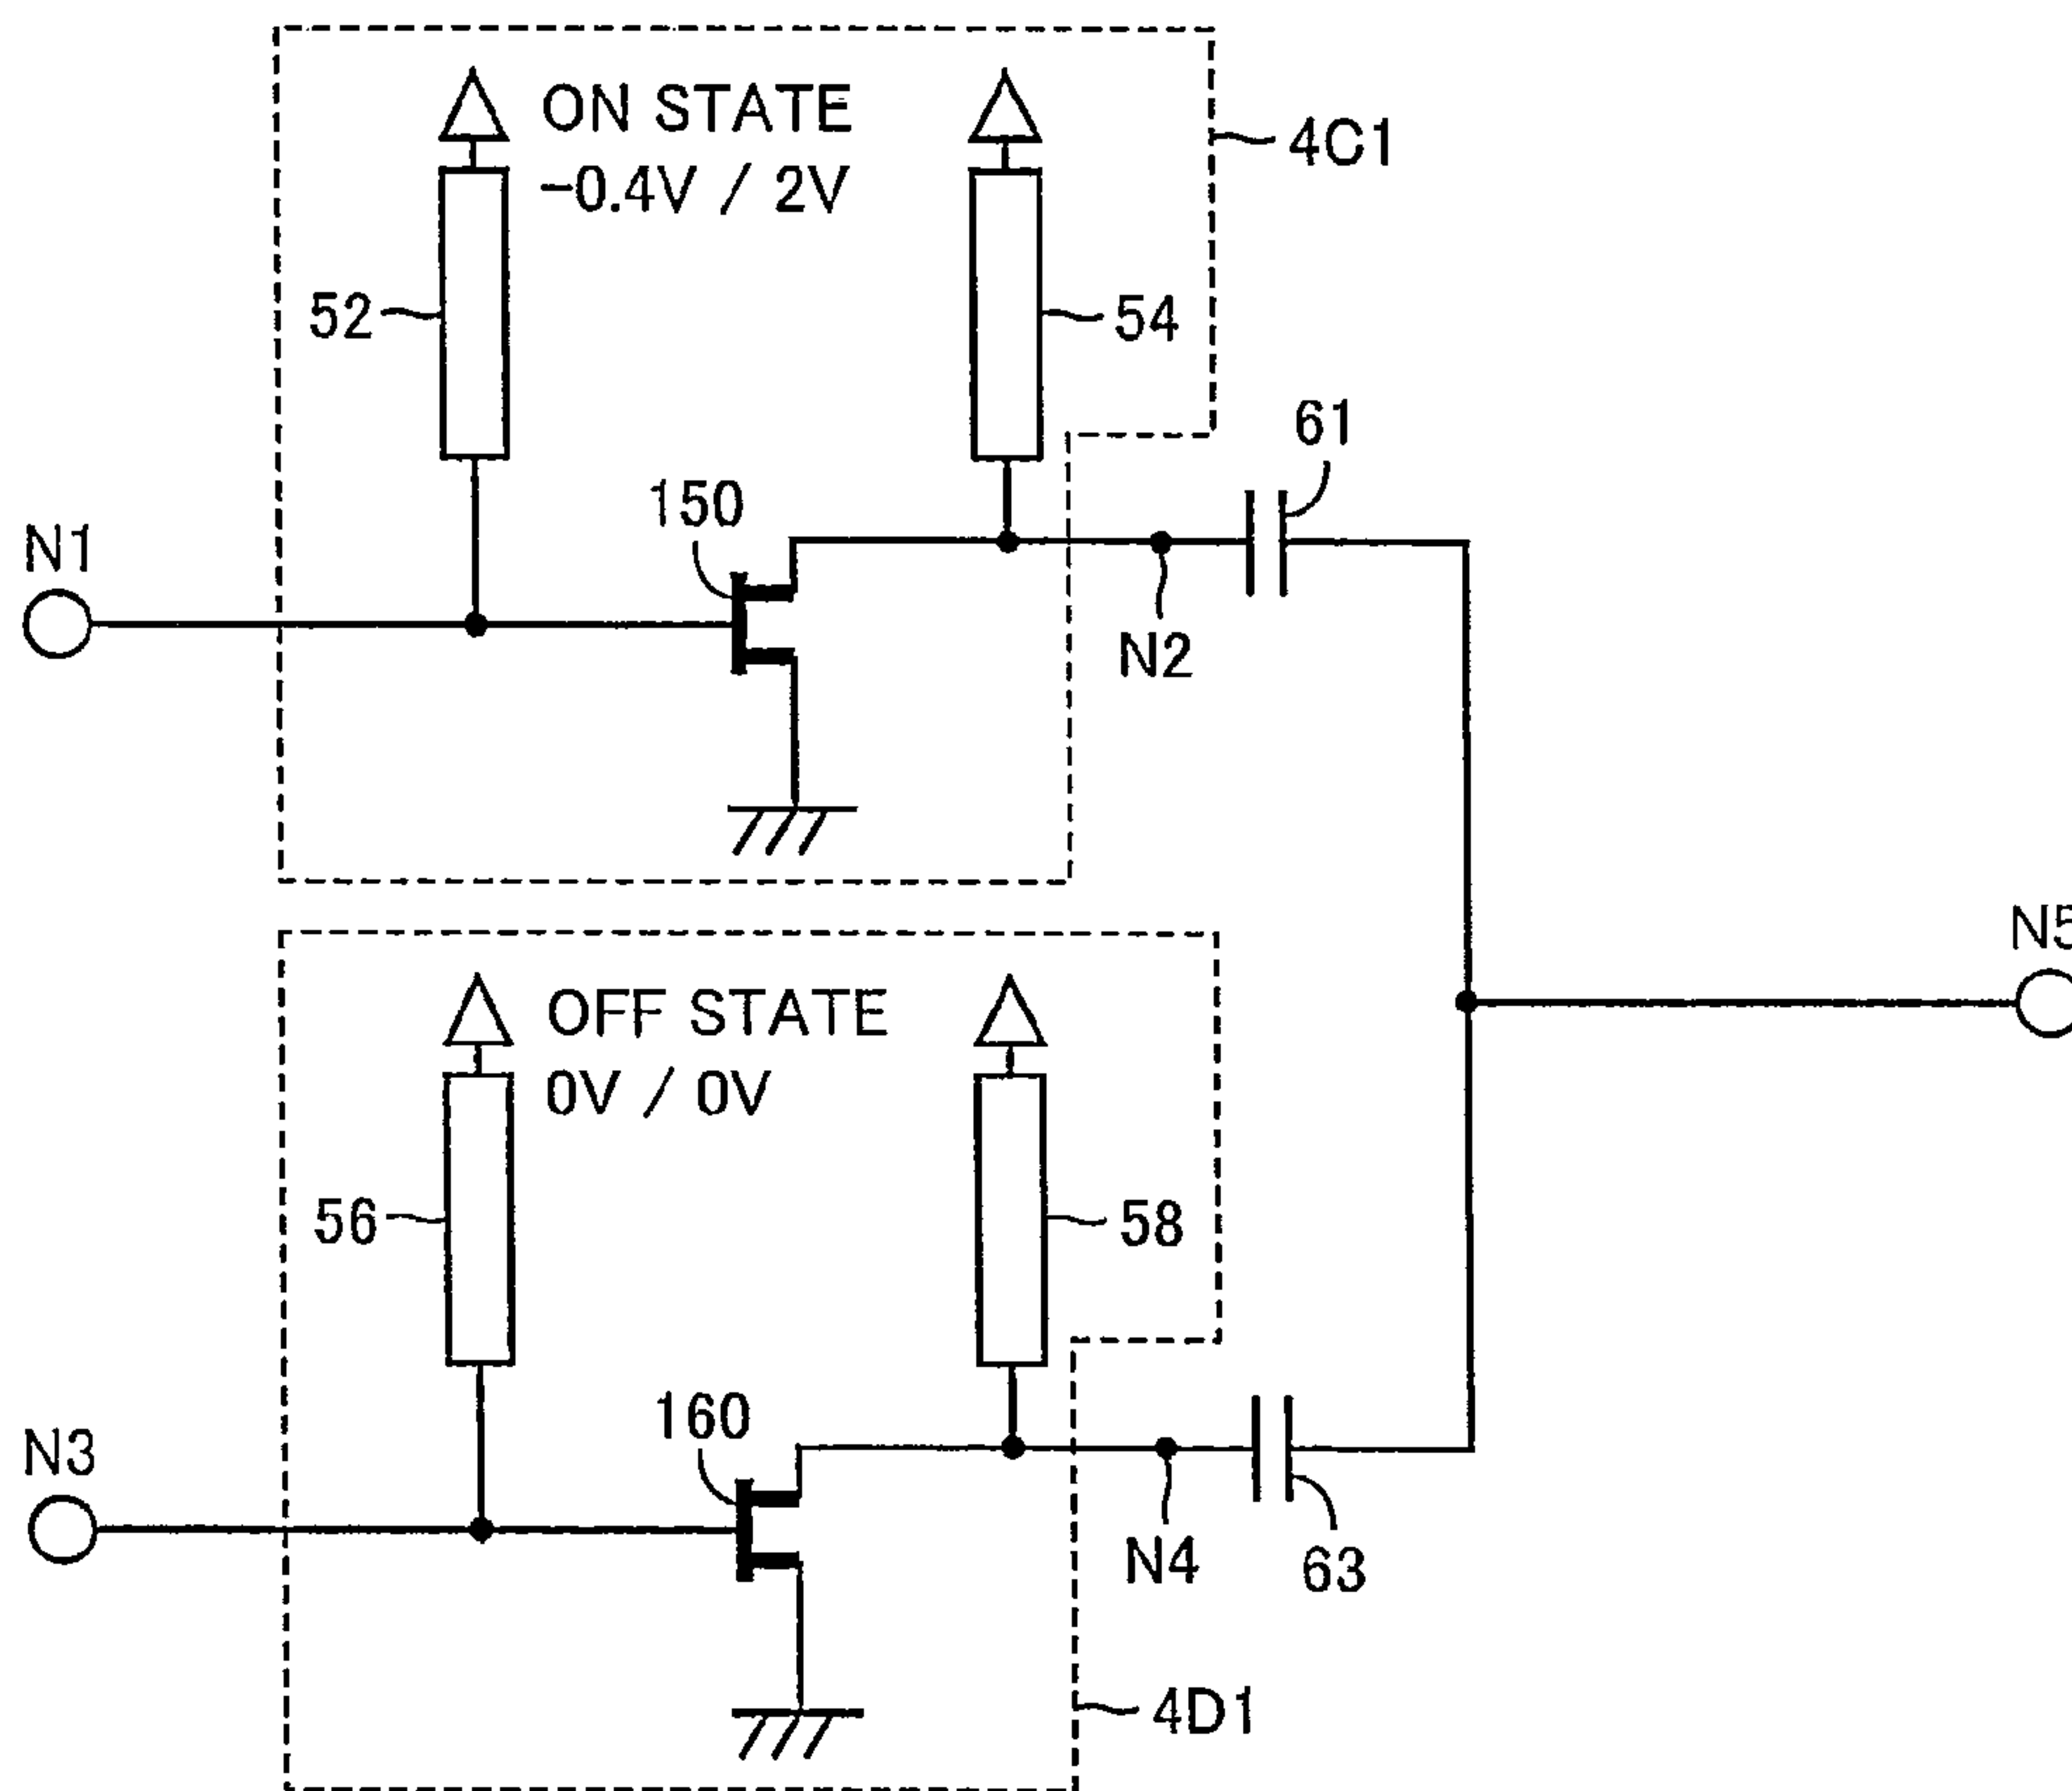 ON STATE
-0.4V / 2V
4C1
52
54
61
150
N1
N2
N5
OFF STATE
0V / 0V
56
58
160
N3
N4
63
4D1